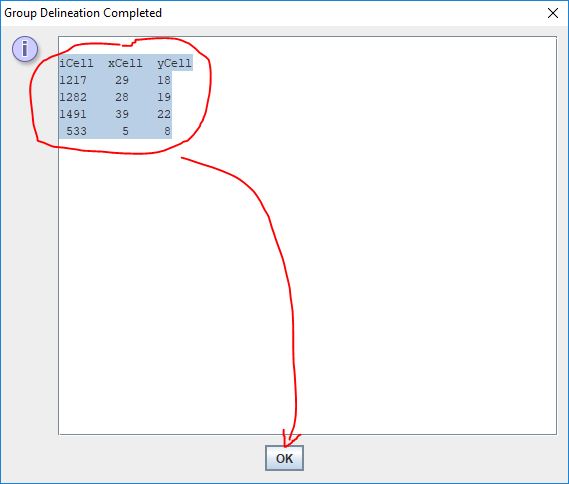 Group Delineation Completed
iCell xCell yCell
1217 29 18
1282 28 19
1491 39 22
533 5 8
OK